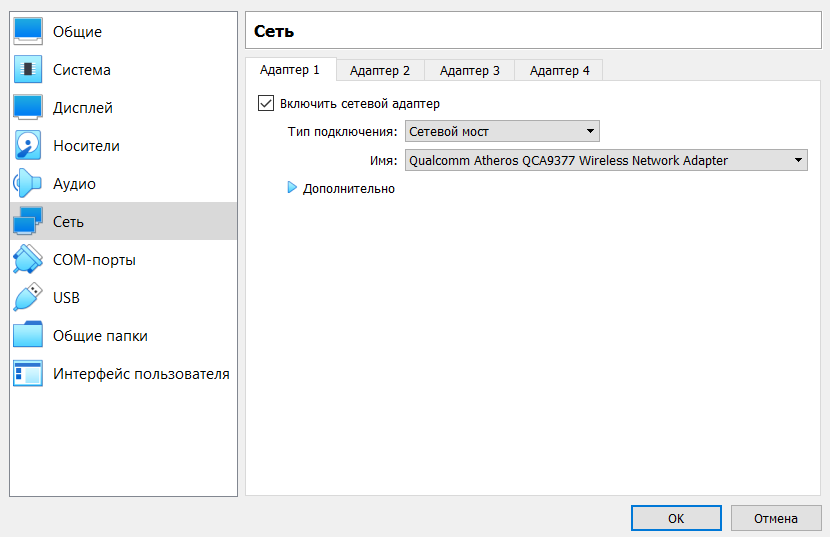 Общие
Система
Дисплей
Носители
Аудио
Сеть
COM-порты
USB
Общие папки
Интерфейс пользователя
Сеть
Адаптер 1 Адаптер 2 Адаптер 3 Адаптер 4
Включить сетевой адаптер
Тип подключения: Сетевой мост
Имя: Qualcomm Atheros QCA9377 Wireless Network Adapter
Дополнительно
OK Отмена